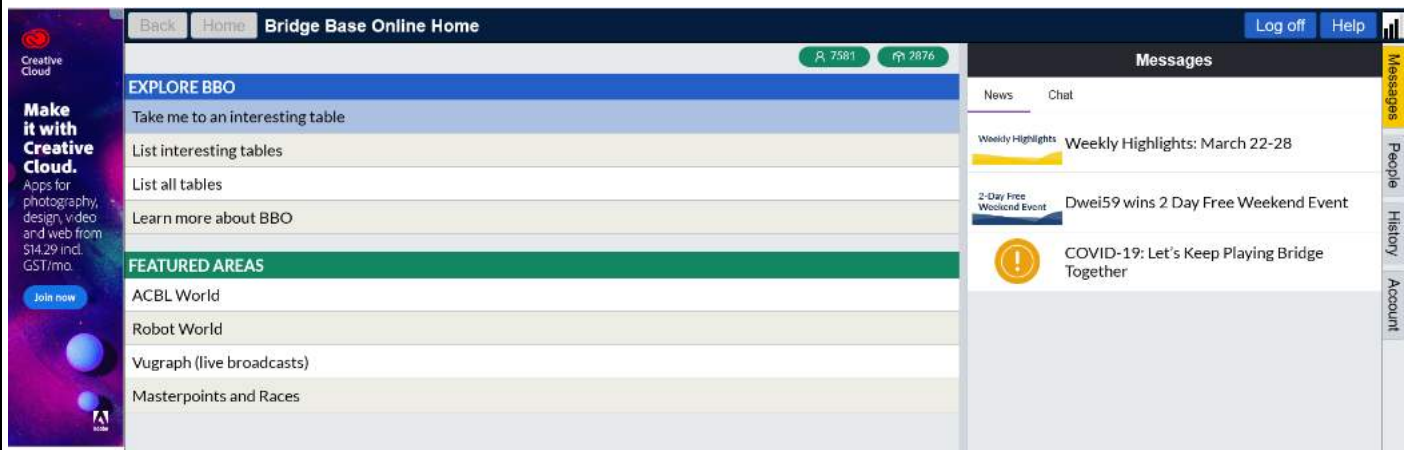 Back Home Bridge Base Online Home Log off Help
Creative
Cloud
Make
it with
Creative
Cloud.
Apps for
photography,
design, video
and web from
$14.29 incl.
GST/mo.
Join now
Adobe
7581 2876
EXPLORE BBO
Take me to an interesting table
List interesting tables
List all tables
Learn more about BBO
FEATURED AREAS
ACBL World
Robot World
Vugraph (live broadcasts)
Masterpoints and Races
Messages
News Chat
Weekly Highlights Weekly Highlights: March 22-28
2-Day Free
Weekend Event Dwei59 wins 2 Day Free Weekend Event
COVID-19: Let's Keep Playing Bridge
Together
Messages
People
History
Account